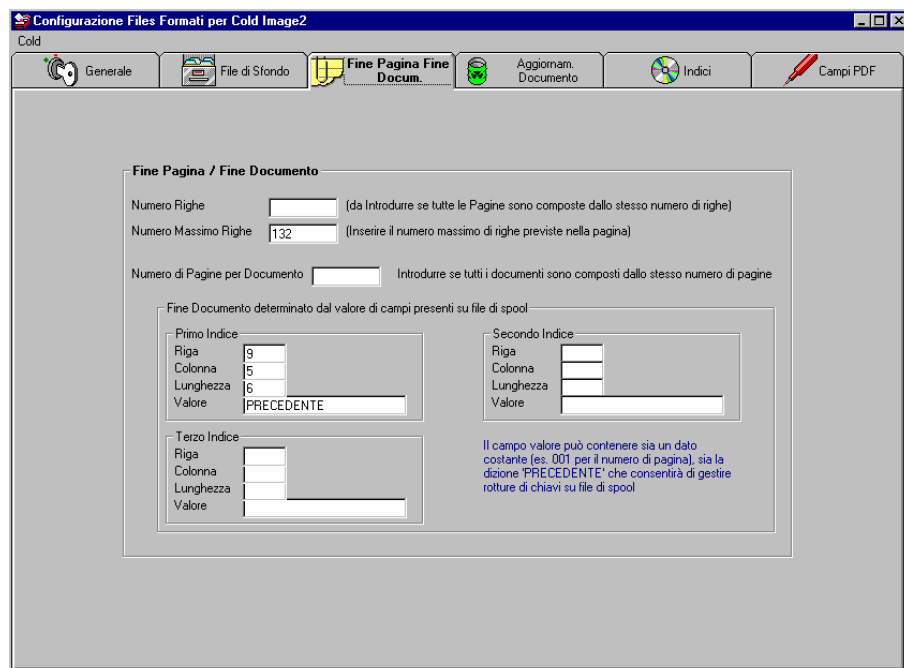 Configurazione Files Formati per Cold Image2
Cold
Generale
File di Sfondo
Fine Pagina Fine
Docum.
Aggiornam.
Documento
Indici
Campi PDF
Fine Pagina / Fine Documento
Numero Righe (da Introdurre se tutte le Pagine sono composte dallo stesso numero di righe)
Numero Massimo Righe 132 (Inserire il numero massimo di righe previste nella pagina)
Numero di Pagine per Documento Introdurre se tutti i documenti sono composti dallo stesso numero di pagine
Fine Documento determinato dal valore di campi presenti su file di spool
Primo Indice
Riga 9
Colonna 5
Lunghezza 6
Valore PRECEDENTE
Secondo Indice
Riga
Colonna
Lunghezza
Valore
Terzo Indice
Riga
Colonna
Lunghezza
Valore
Il campo valore può contenere sia un dato
costante (es. 001 per il numero di pagina), sia la
dizione 'PRECEDENTE' che consentirà di gestire
rotture di chiavi su file di spool